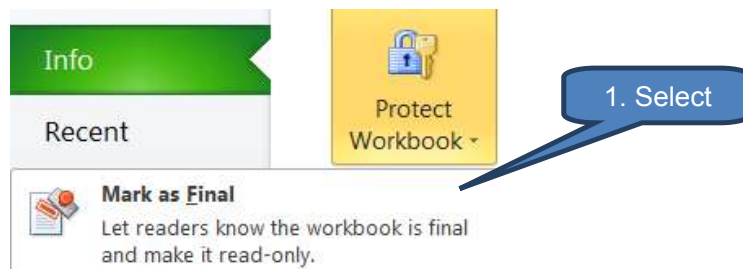 Info
Protect
Workbook
1. Select
Recent
Mark as Final
Let readers know the workbook is final
and make it read-only.